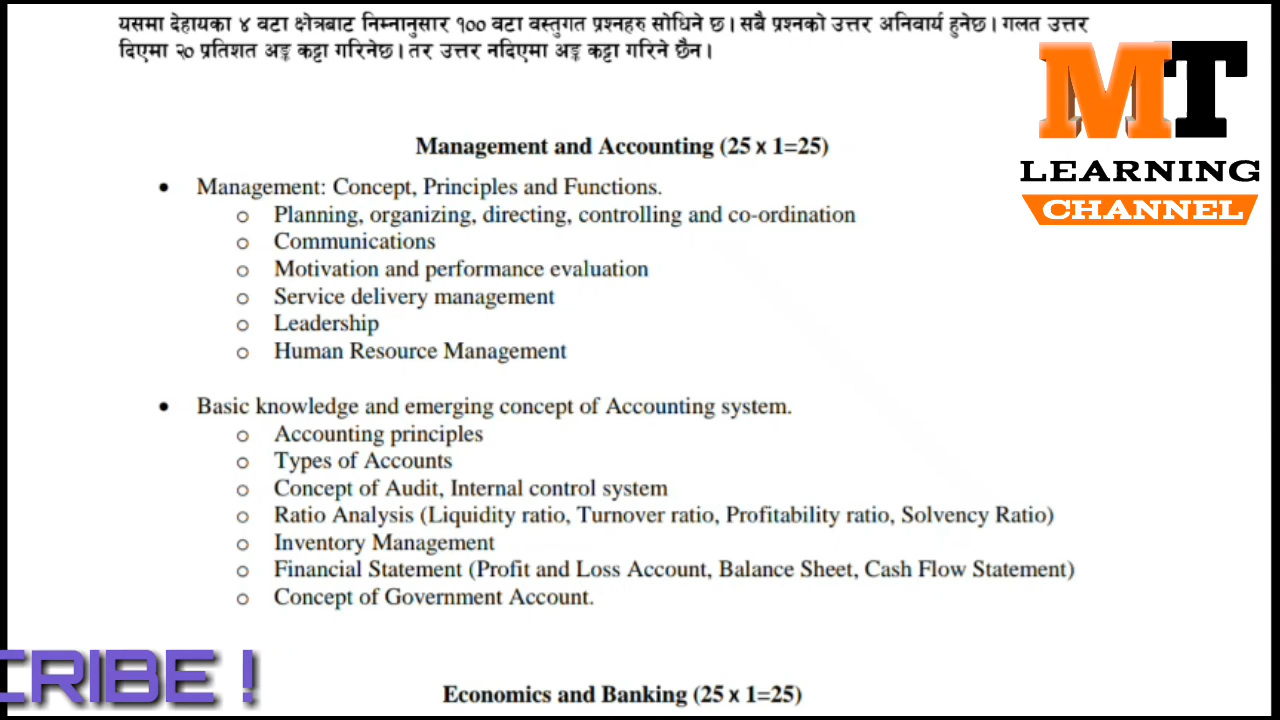 यसमा देहायका ४ वटा क्षेत्रबाट निम्नानुसार १०० वटा वस्तुगत प्रश्नहरु सोधिने छ। सबै प्रश्नको उत्तर अनिवार्य हुनेछ। गलत उत्तर
दिएमा २० प्रतिशत अङ्क कट्टा गरिनेछ। तर उत्तर नदिएमा अङ्क कट्टा गरिने छैन।
MT
LEARNING
CHANNEL
Management and Accounting (25 x 1=25)
• Management: Concept, Principles and Functions.
o Planning, organizing, directing, controlling and co-ordination
o Communications
o Motivation and performance evaluation
o Service delivery management
o Leadership
o Human Resource Management
• Basic knowledge and emerging concept of Accounting system.
o Accounting principles
o Types of Accounts
o Concept of Audit, Internal control system
o Ratio Analysis (Liquidity ratio, Turnover ratio, Profitability ratio, Solvency Ratio)
o Inventory Management
o Financial Statement (Profit and Loss Account, Balance Sheet, Cash Flow Statement)
o Concept of Government Account.
CRIBE !
Economics and Banking (25 x 1=25)